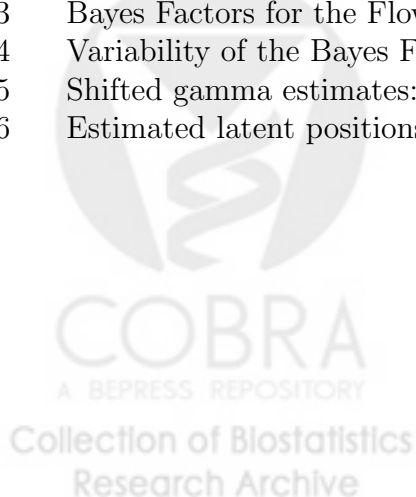 3 Bayes Factors for the Flow
4 Variability of the Bayes F
5 Shifted gamma estimates:
6 Estimated latent positions
COBRA
A BEPRESS REPOSITORY
Collection of Biostatistics
Research Archive